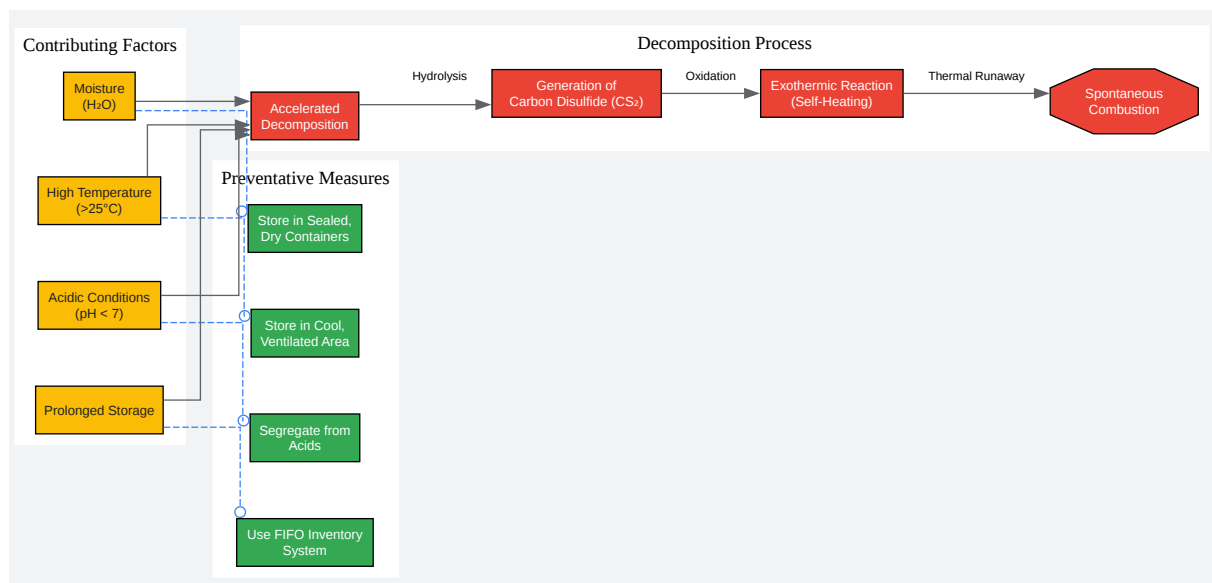 Contributing Factors
Moisture
(H₂O)
High Temperature
(>25°C)
Acidic Conditions
(pH < 7)
Prolonged Storage
Decomposition Process
Accelerated
Decomposition
Hydrolysis
Generation of
Carbon Disulfide (CS₂)
Oxidation
Exothermic Reaction
(Self-Heating)
Thermal Runaway
Spontaneous
Combustion
Preventative Measures
Store in Sealed,
Dry Containers
Store in Cool,
Ventilated Area
Segregate from
Acids
Use FIFO Inventory
System